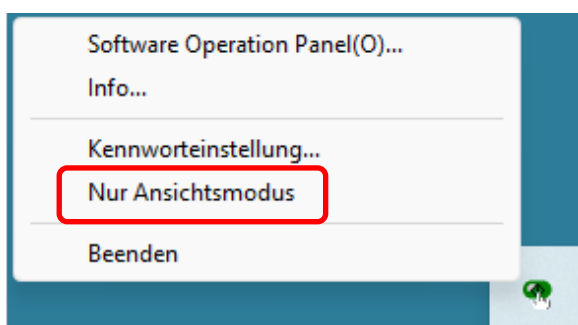 Software Operation Panel(O)...
Info...
Kennworteinstellung...
Nur Ansichtsmodus
Beenden